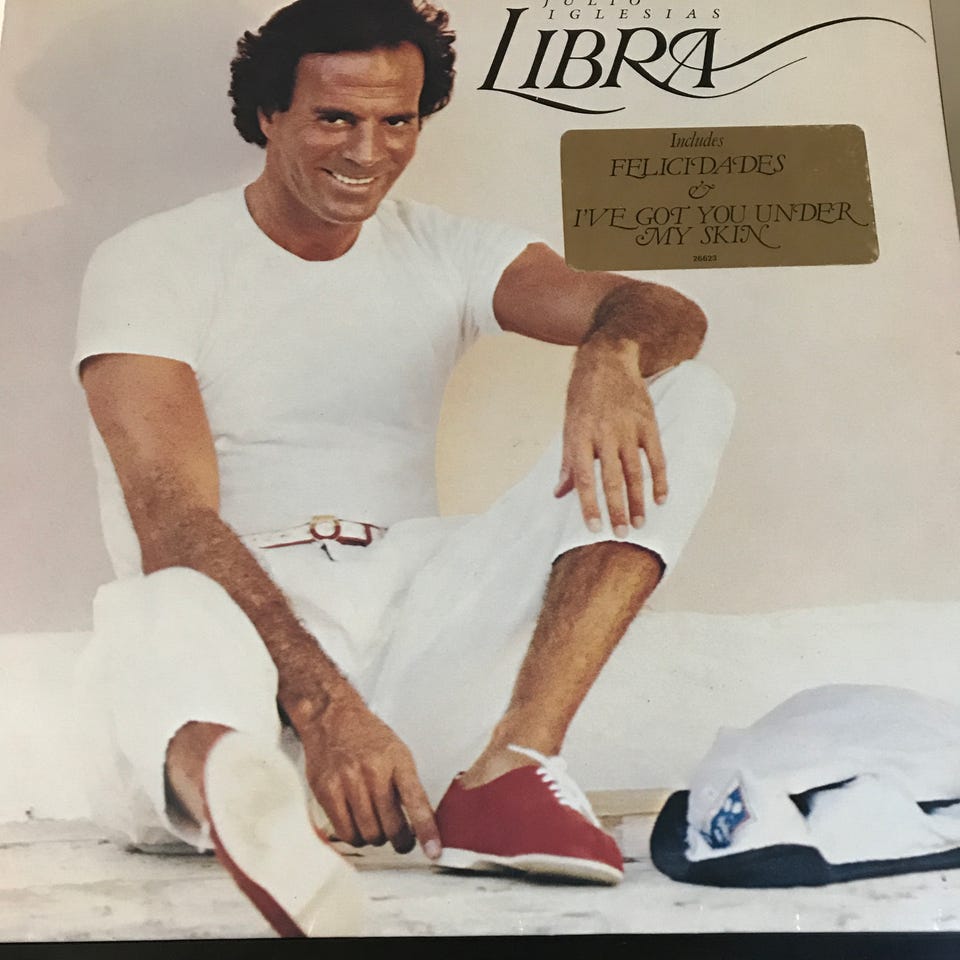 JULIO
IGLESIAS
LIBRA
Includes
FELICIDADES
&
I'VE GOT YOU UNDER
MY SKIN
26623